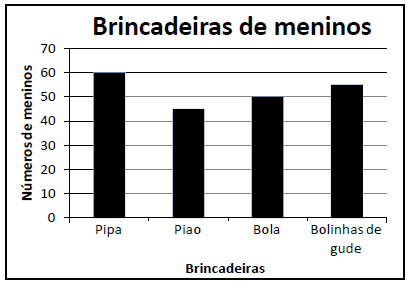 Brincadeiras de meninos
Números de meninos
70
60
50
40
30
20
10
0
Pipa Piao Bola Bolinhas de
gude
Brincadeiras